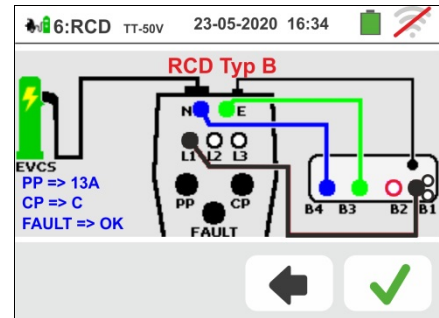 6:RCD TT-50V 23-05-2020 16:34
RCD Typ B
N E
L1 L2 L3
EVCS
PP => 13A
CP => C
FAULT => OK
PP CP
FAULT
B4 B3 B2 B1